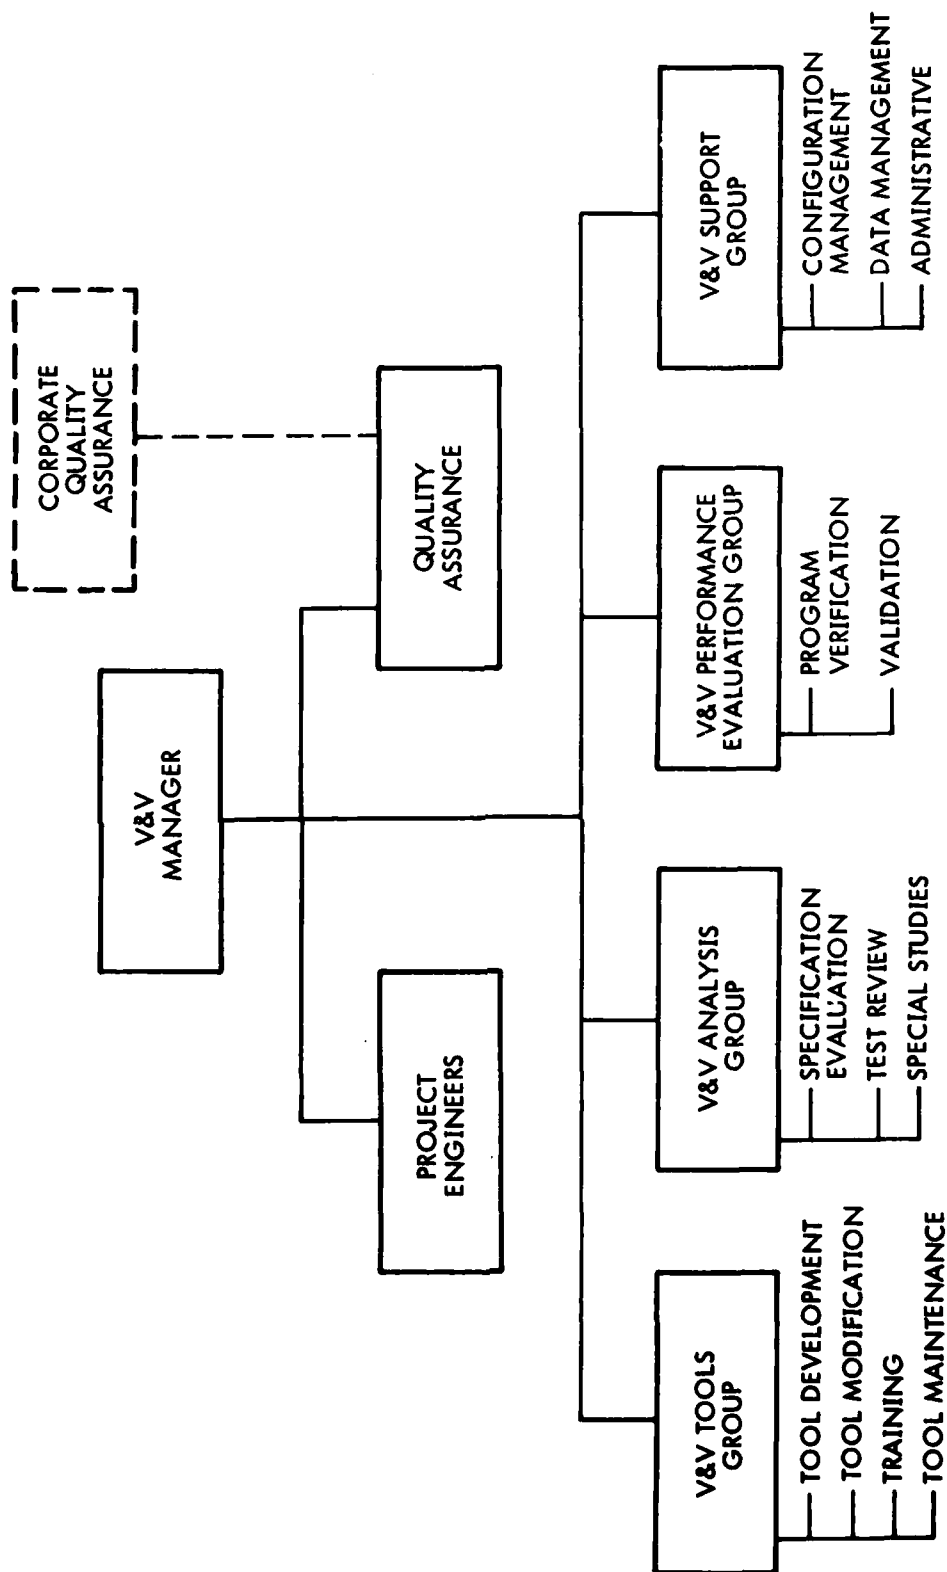 CORPORATE
QUALITY
ASSURANCE
V&V
MANAGER
PROJECT
ENGINEERS
QUALITY
ASSURANCE
V&V TOOLS
GROUP
TOOL DEVELOPMENT
TOOL MODIFICATION
TRAINING
TOOL MAINTENANCE
V&V ANALYSIS
GROUP
SPECIFICATION
EVALUATION
TEST REVIEW
SPECIAL STUDIES
V&V PERFORMANCE
EVALUATION GROUP
PROGRAM
VERIFICATION
VALIDATION
V&V SUPPORT
GROUP
CONFIGURATION
MANAGEMENT
DATA MANAGEMENT
ADMINISTRATIVE